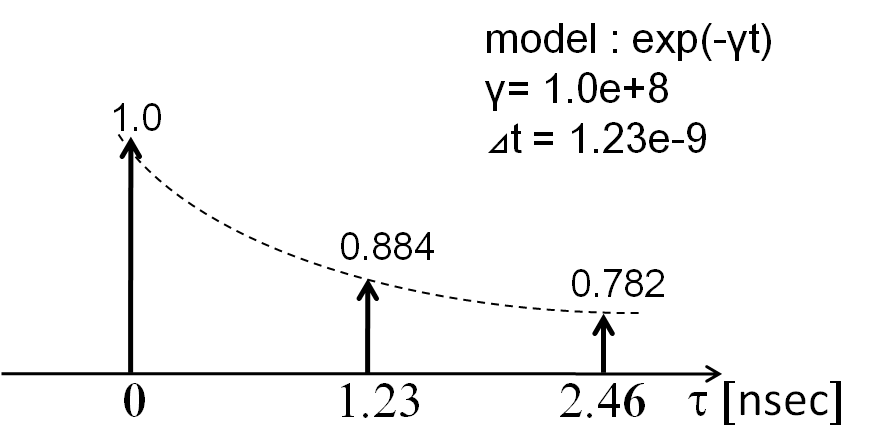 model : exp(-γt)
γ= 1.0e+8
⊿t = 1.23e-9
1.0
0.884
0.782
0 1.23 2.46 τ [nsec]